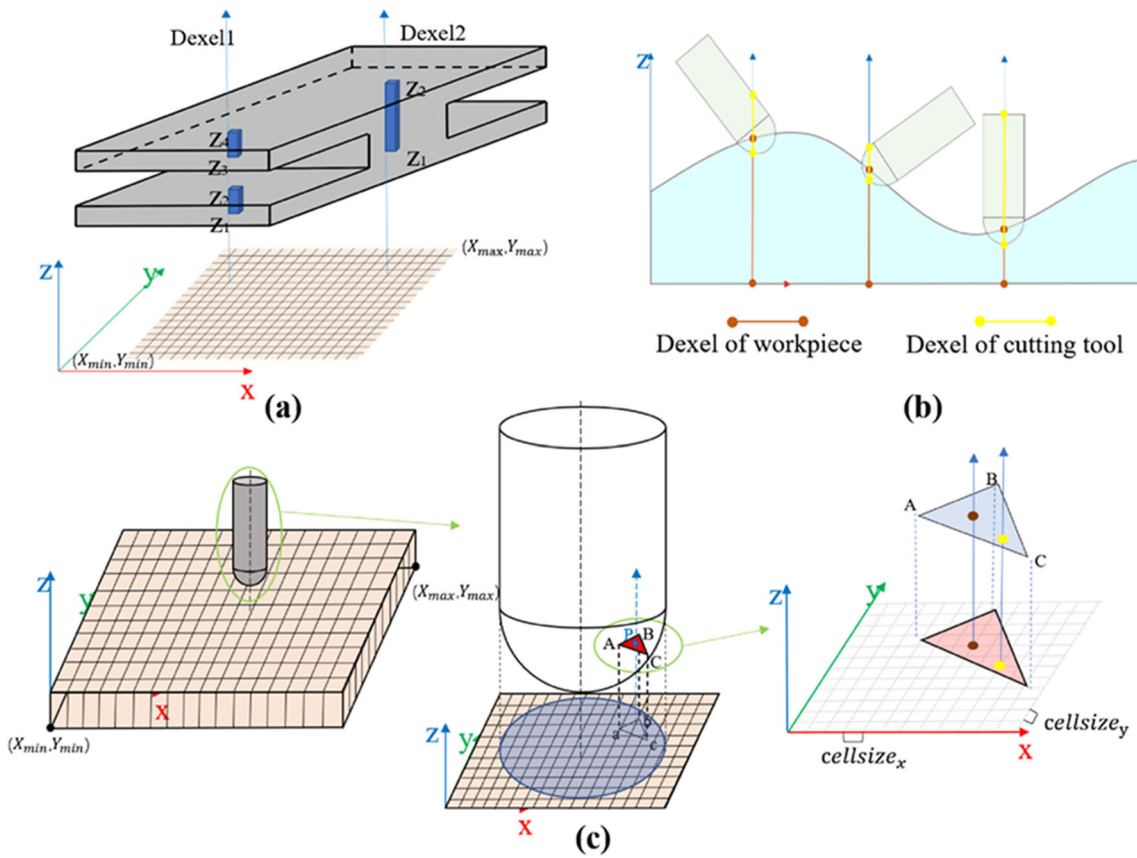 Dexel1
Dexel2
Z4
Z3
Z2
Z1
Z2
Z1
(Xmax,Ymax)
z
y
(Xmin,Ymin)
x
(a)
Z
Dexel of workpiece
Dexel of cutting tool
(b)
z
y
x
(Xmax,Ymax)
(Xmin,Ymin)
P
A
B
C
a
b
c
z
y
x
A
B
C
z
y
x
cellsizex
cellsizey
(c)